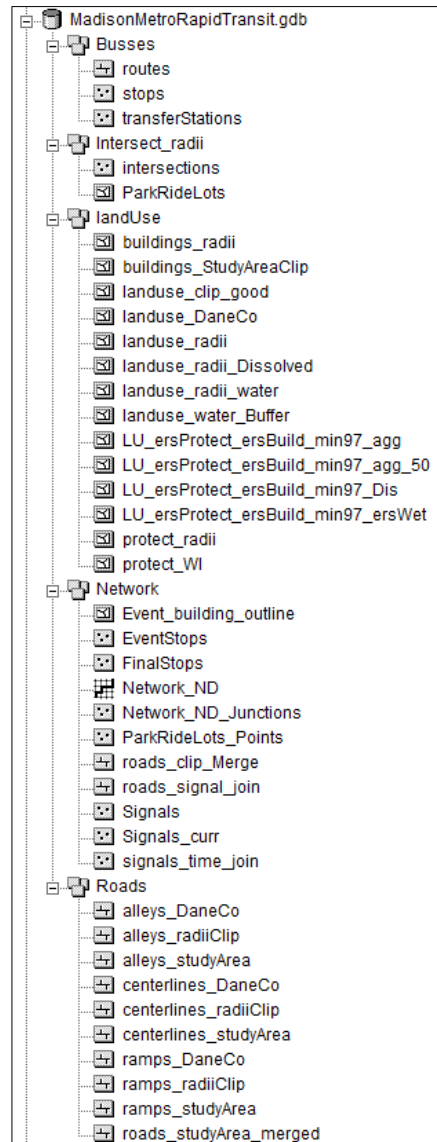 MadisonMetroRapidTransit.gdb
Busses
routes
stops
transferStations
Intersect_radii
intersections
ParkRideLots
landUse
buildings_radii
buildings_StudyAreaClip
landuse_clip_good
landuse_DaneCo
landuse_radii
landuse_radii_Dissolved
landuse_radii_water
landuse_water_Buffer
LU_ersProtect_ersBuild_min97_agg
LU_ersProtect_ersBuild_min97_agg_50
LU_ersProtect_ersBuild_min97_Dis
LU_ersProtect_ersBuild_min97_ersWet
protect_radii
protect_WI
Network
Event_building_outline
EventStops
FinalStops
Network_ND
Network_ND_Junctions
ParkRideLots_Points
roads_clip_Merge
roads_signal_join
Signals
Signals_curr
signals_time_join
Roads
alleys_DaneCo
alleys_radiiClip
alleys_studyArea
centerlines_DaneCo
centerlines_radiiClip
centerlines_studyArea
ramps_DaneCo
ramps_radiiClip
ramps_studyArea
roads_studyArea_merged